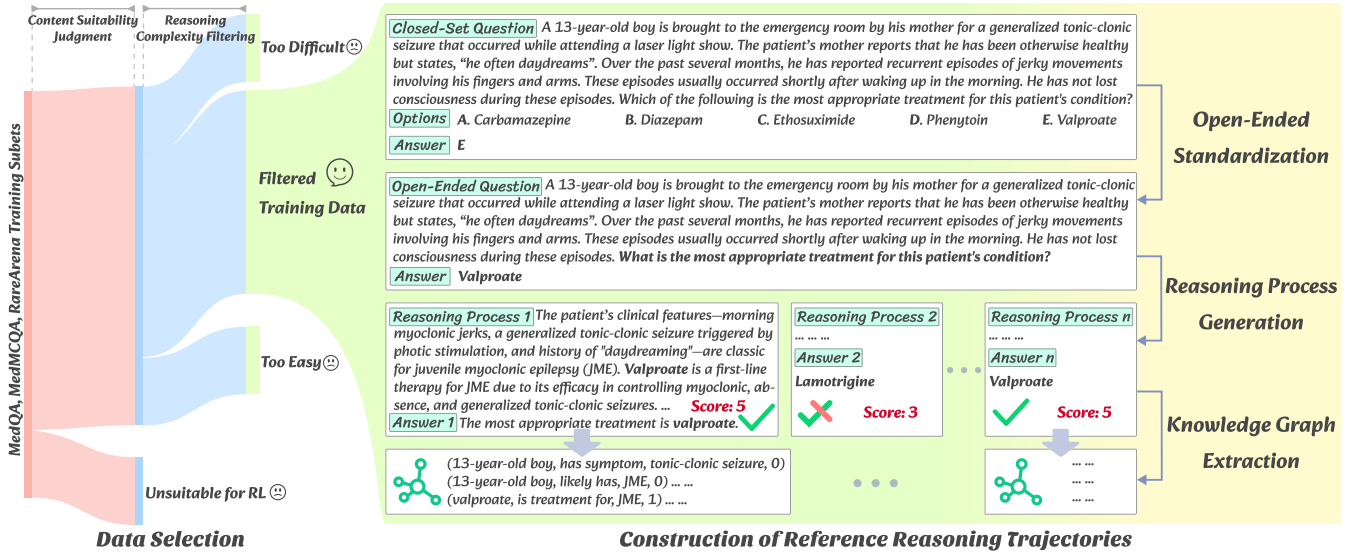 Content Suitability
Judgment
Reasoning
Complexity Filtering
MedQA, MedMCQA, RareArena Training Subets
Too Difficult
Filtered
Training Data
Too Easy
Unsuitable for RL
Data Selection
Closed-Set Question A 13-year-old boy is brought to the emergency room by his mother for a generalized tonic-clonic
seizure that occurred while attending a laser light show. The patient's mother reports that he has been otherwise healthy
but states, "he often daydreams". Over the past several months, he has reported recurrent episodes of jerky movements
involving his fingers and arms. These episodes usually occurred shortly after waking up in the morning. He has not lost
consciousness during these episodes. Which of the following is the most appropriate treatment for this patient's condition?
Options A. Carbamazepine B. Diazepam C. Ethosuximide D. Phenytoin E. Valproate
Answer E
Open-Ended
Standardization
Open-Ended Question A 13-year-old boy is brought to the emergency room by his mother for a generalized tonic-clonic
seizure that occurred while attending a laser light show. The patient's mother reports that he has been otherwise healthy
but states, "he often daydreams". Over the past several months, he has reported recurrent episodes of jerky movements
involving his fingers and arms. These episodes usually occurred shortly after waking up in the morning. He has not lost
consciousness during these episodes. What is the most appropriate treatment for this patient's condition?
Answer Valproate
Reasoning Process
Generation
Reasoning Process 1 The patient's clinical features—morning
myoclonic jerks, a generalized tonic-clonic seizure triggered by
photic stimulation, and history of "daydreaming"—are classic
for juvenile myoclonic epilepsy (JME). Valproate is a first-line
therapy for JME due to its efficacy in controlling myoclonic, ab-
sence, and generalized tonic-clonic seizures. ... Score: 5
Answer 1 The most appropriate treatment is valproate.
Reasoning Process 2
... ... ...
Answer 2
Lamotrigine
Score: 3
Reasoning Process n
... ... ...
Answer n
Valproate
Score: 5
Knowledge Graph
Extraction
(13-year-old boy, has symptom, tonic-clonic seizure, 0)
(13-year-old boy, likely has, JME, 0) ... ...
(valproate, is treatment for, JME, 1) ... ...
... ...
... ...
... ...
Construction of Reference Reasoning Trajectories